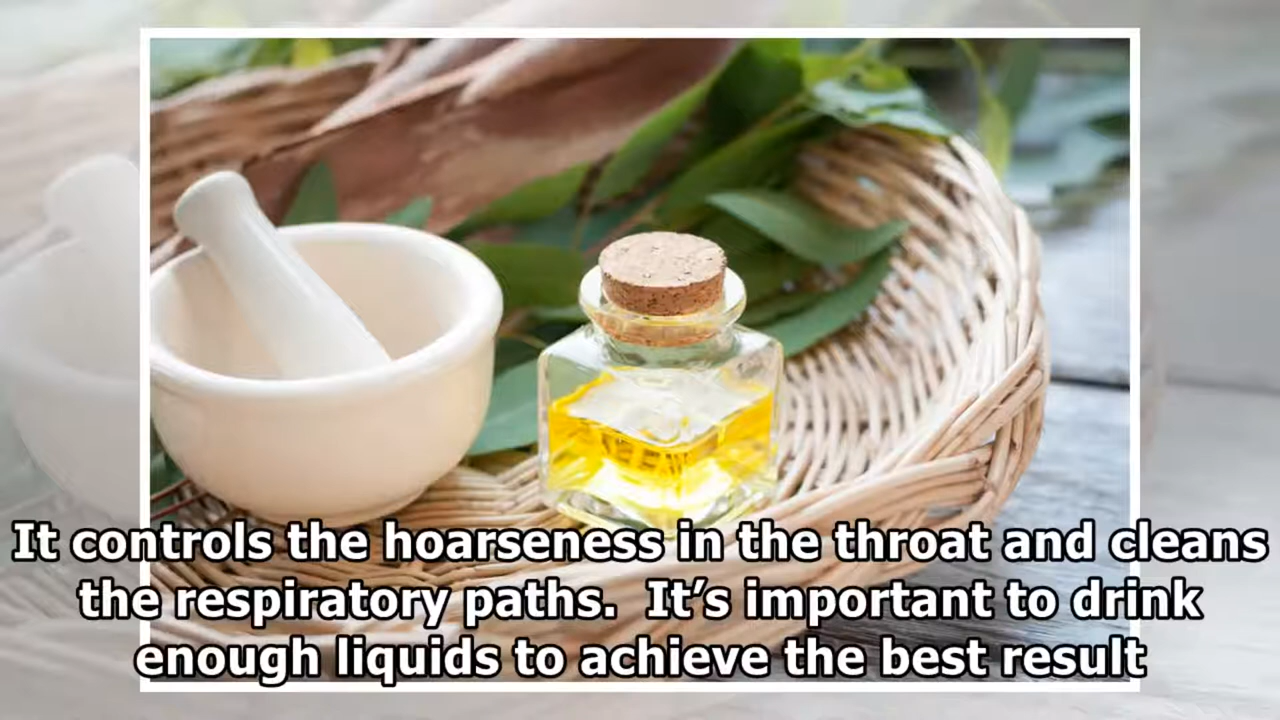 It controls the hoarseness in the throat and cleans
the respiratory paths.  It’s important to drink
enough liquids to achieve the best result